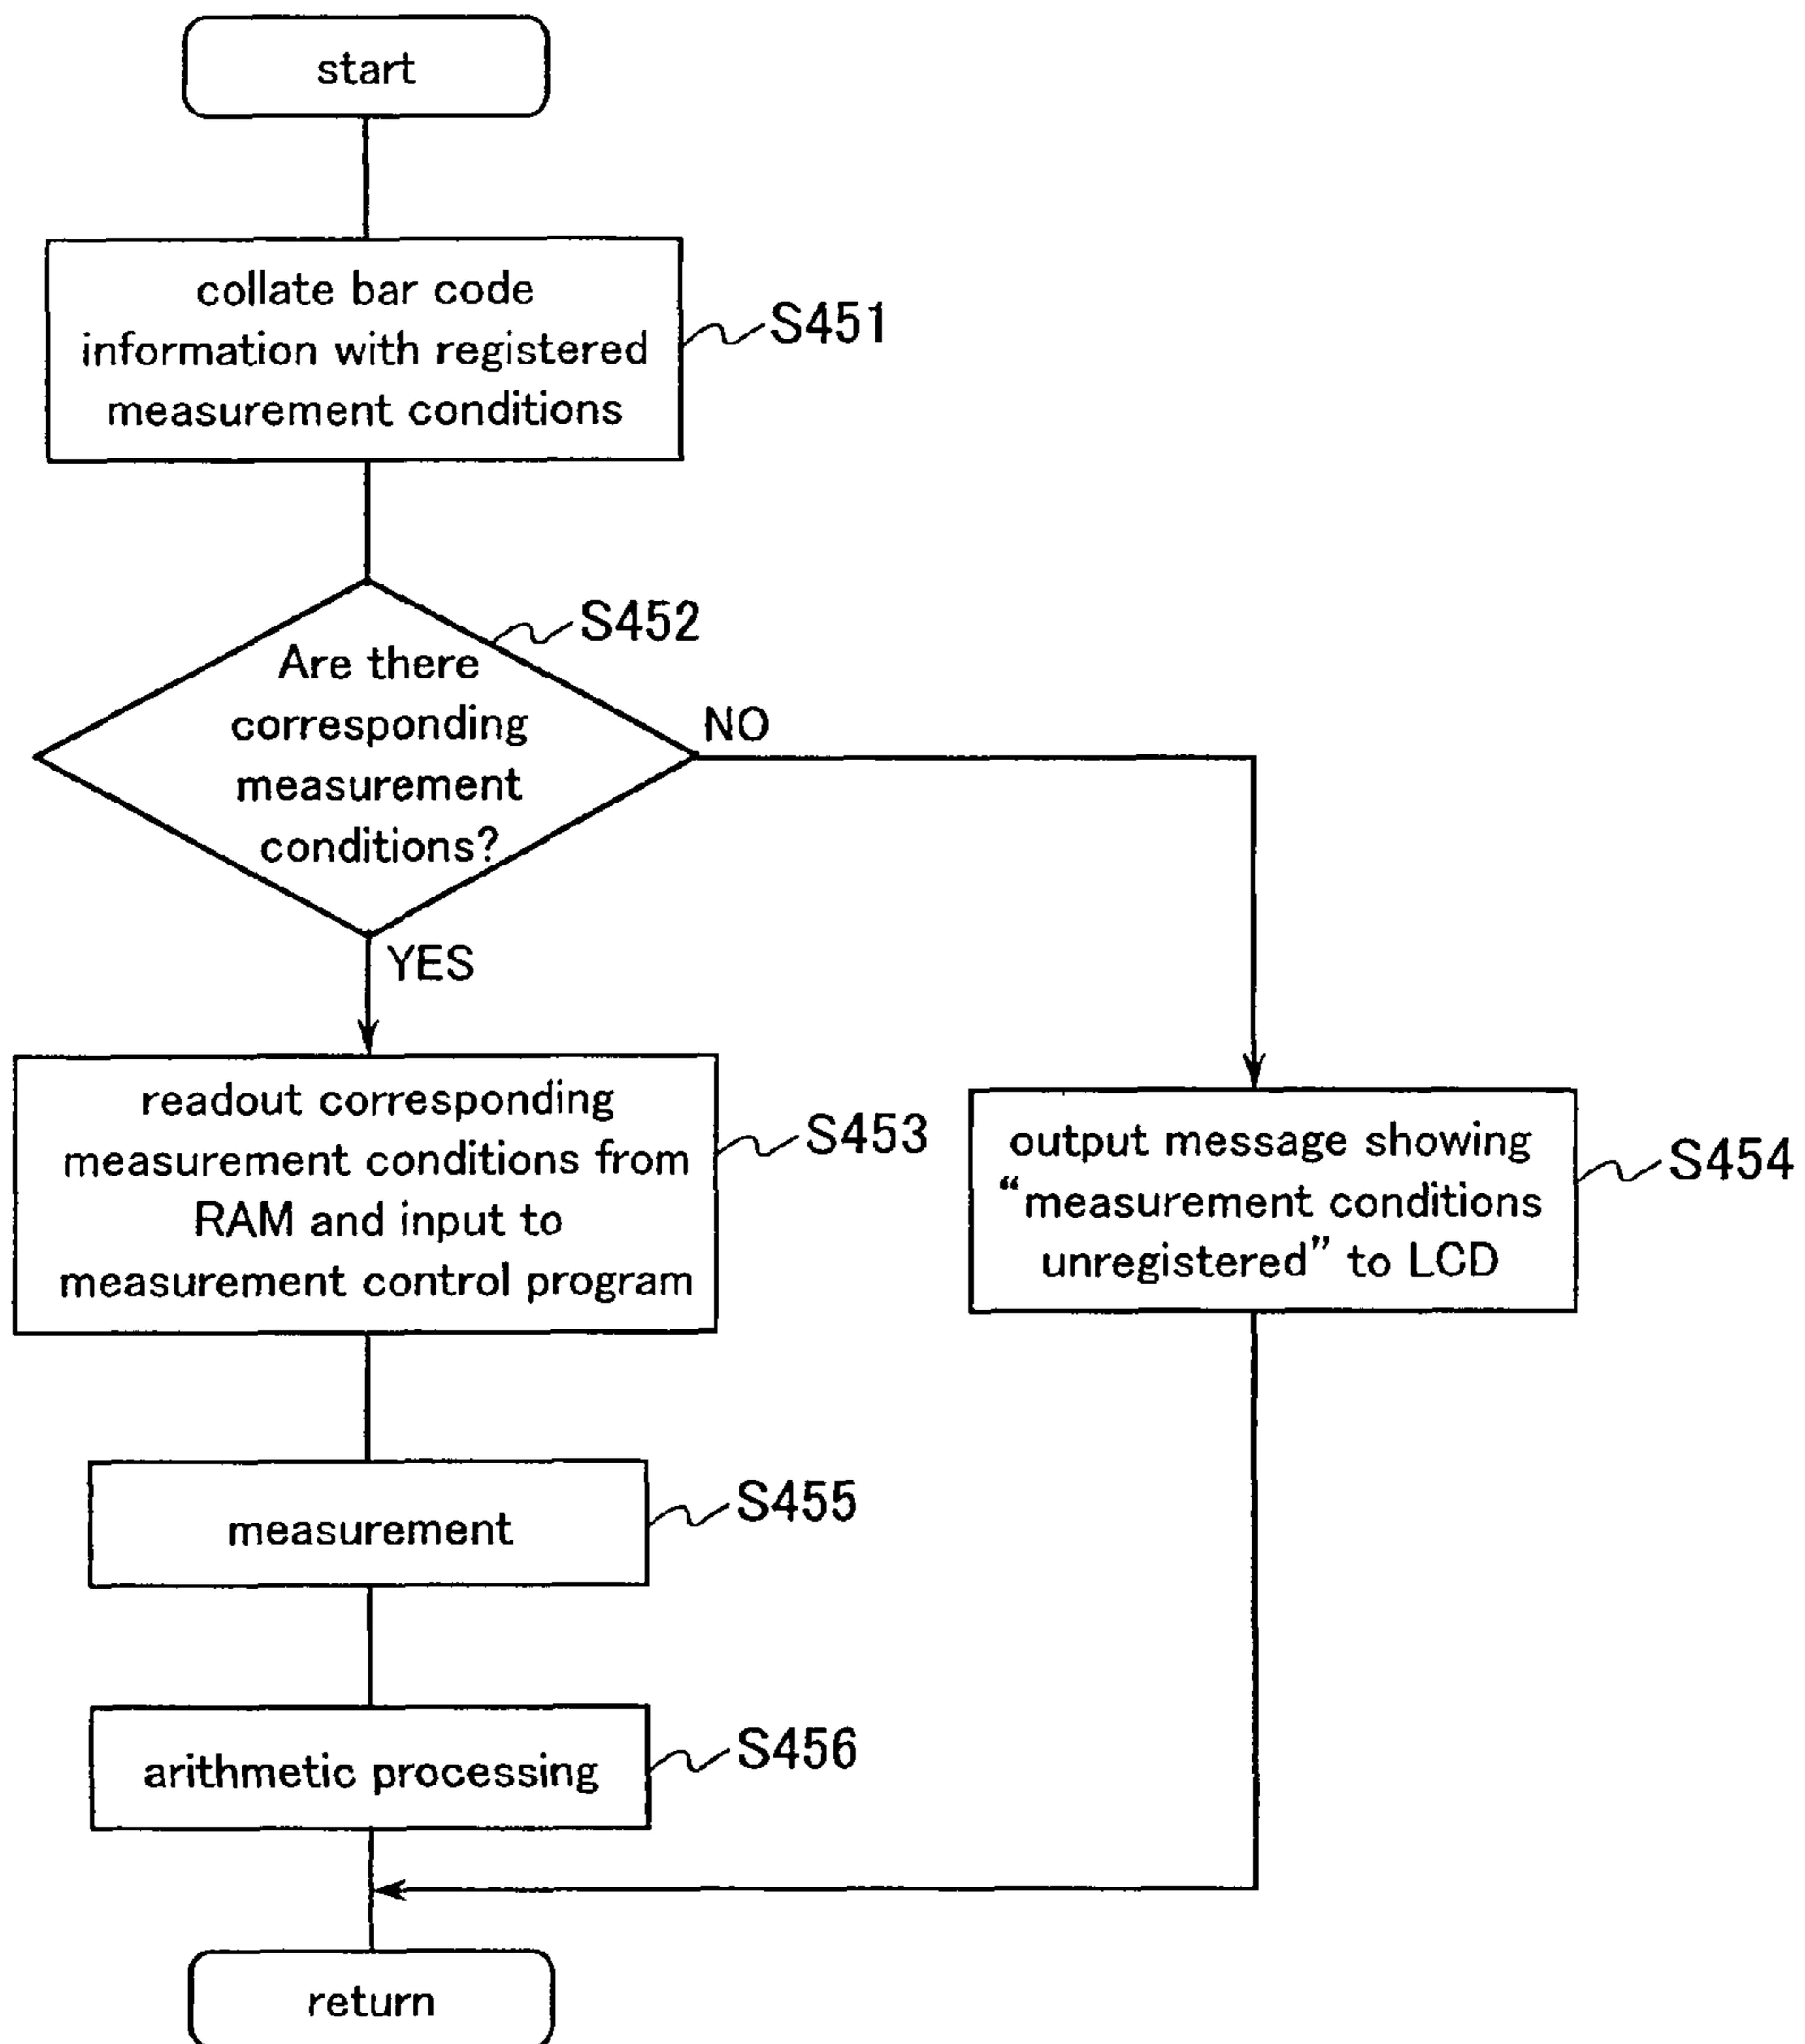 start
collate bar code
information with registered
measurement conditions
S451
S452
Are there
corresponding
measurement
conditions?
NO
YES
readout corresponding
measurement conditions from
RAM and input to
measurement control program
S453
output message showing
“measurement conditions
unregistered” to LCD
S454
measurement
S455
arithmetic processing
S456
return